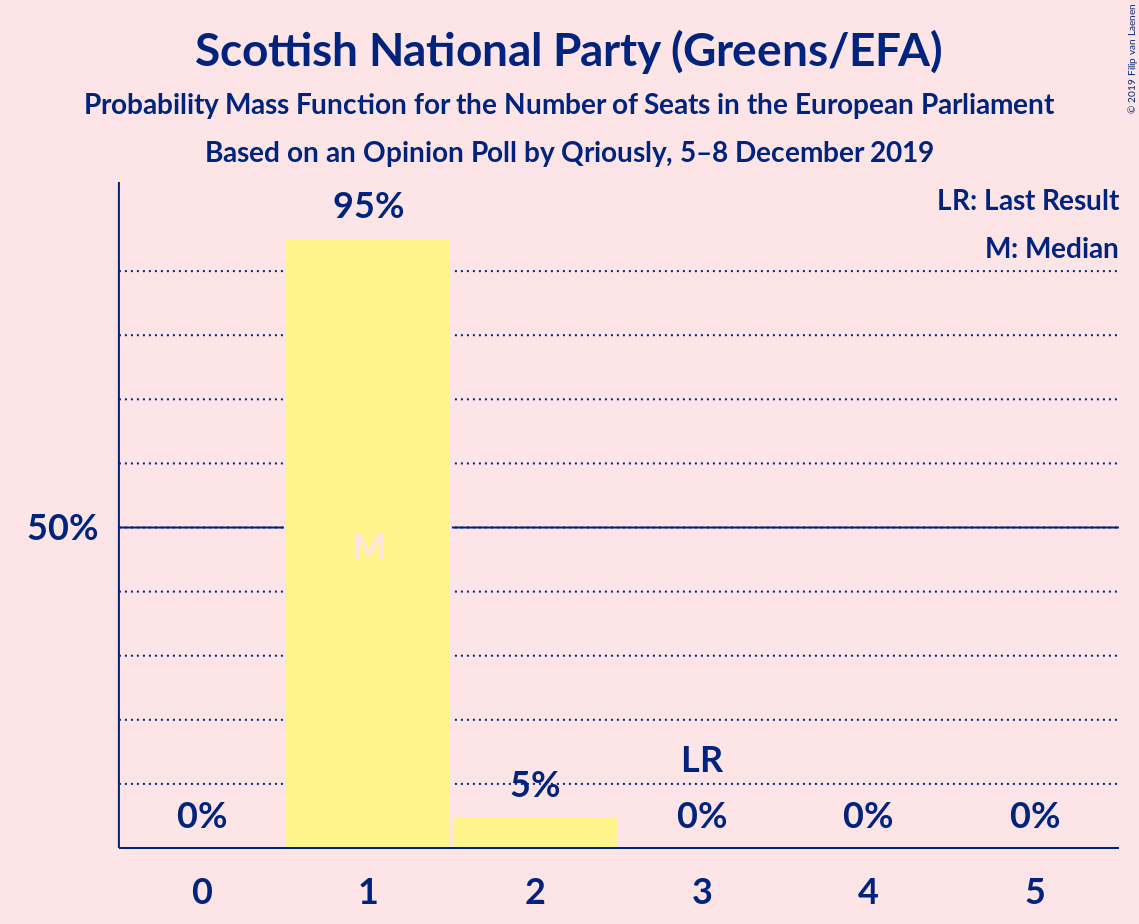 Scottish National Party (Greens/EFA)
Probability Mass Function for the Number of Seats in the European Parliament
Based on an Opinion Poll by Qriously, 5–8 December 2019
© 2019 Filip van Laenen
LR: Last Result
M: Median
95%
50%
M
LR
5%
0%
0%
0%
0%
0 1 2 3 4 5